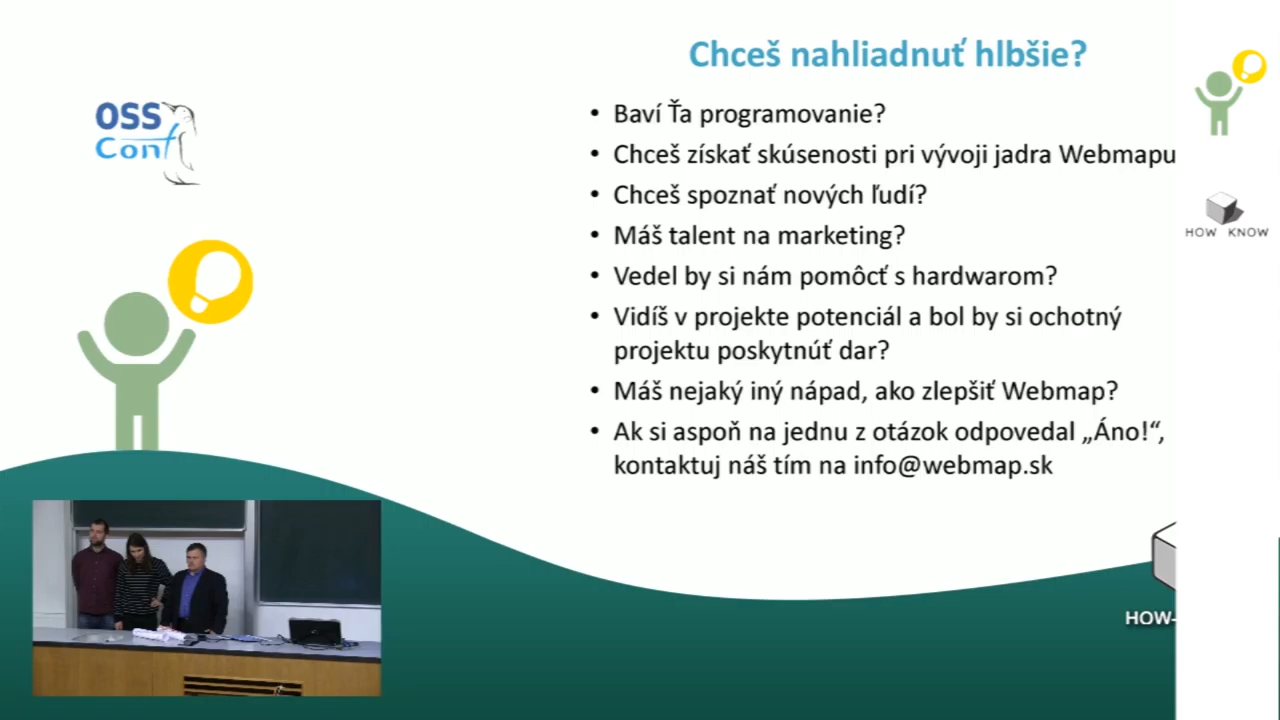 Chceš nahliadnuť hlbšie?
OSS
Conf
• Baví Ťa programovanie?
• Chceš získať skúsenosti pri vývoji jadra Webmapu
• Chceš spoznať nových ľudí?
• Máš talent na marketing?
• Vedel by si nám pomôcť s hardwarom?
• Vidíš v projekte potenciál a bol by si ochotný
projektu poskytnúť dar?
• Máš nejaký iný nápad, ako zlepšiť Webmap?
• Ak si aspoň na jednu z otázok odpovedal „Áno!“,
kontaktuj náš tím na info@webmap.sk
HOW KNOW
HOW-